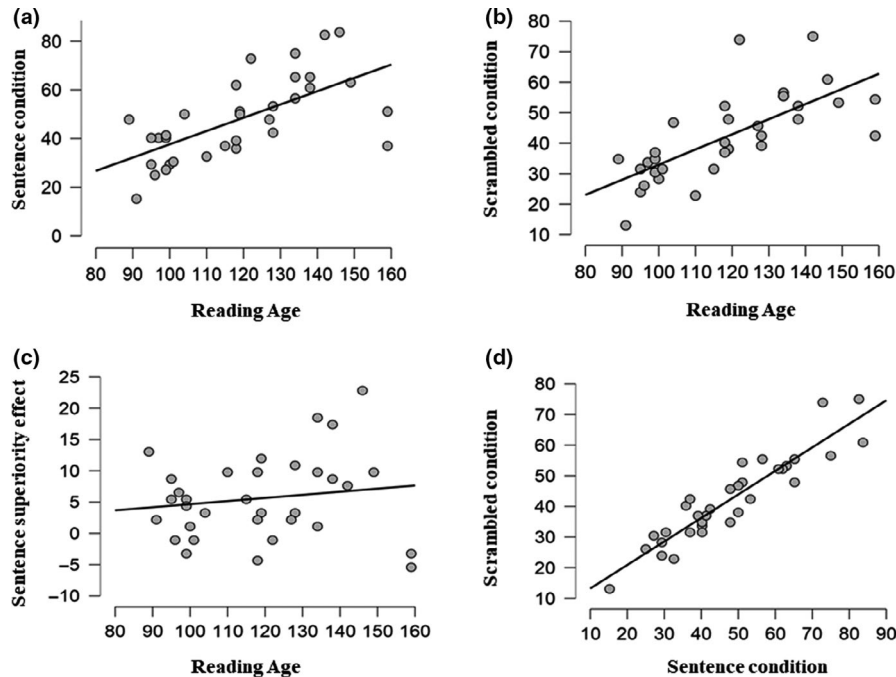 (a)
80
60
40
20
0
Sentence condition
80 90 100 110 120 130 140 150 160
Reading Age
(b)
80
70
60
50
40
30
20
10
Scrambled condition
80 90 100 110 120 130 140 150 160
Reading Age
(c)
25
20
15
10
5
0
−5
−10
Sentence superiority effect
80 90 100 110 120 130 140 150 160
Reading Age
(d)
80
70
60
50
40
30
20
10
Scrambled condition
10 20 30 40 50 60 70 80 90
Sentence condition